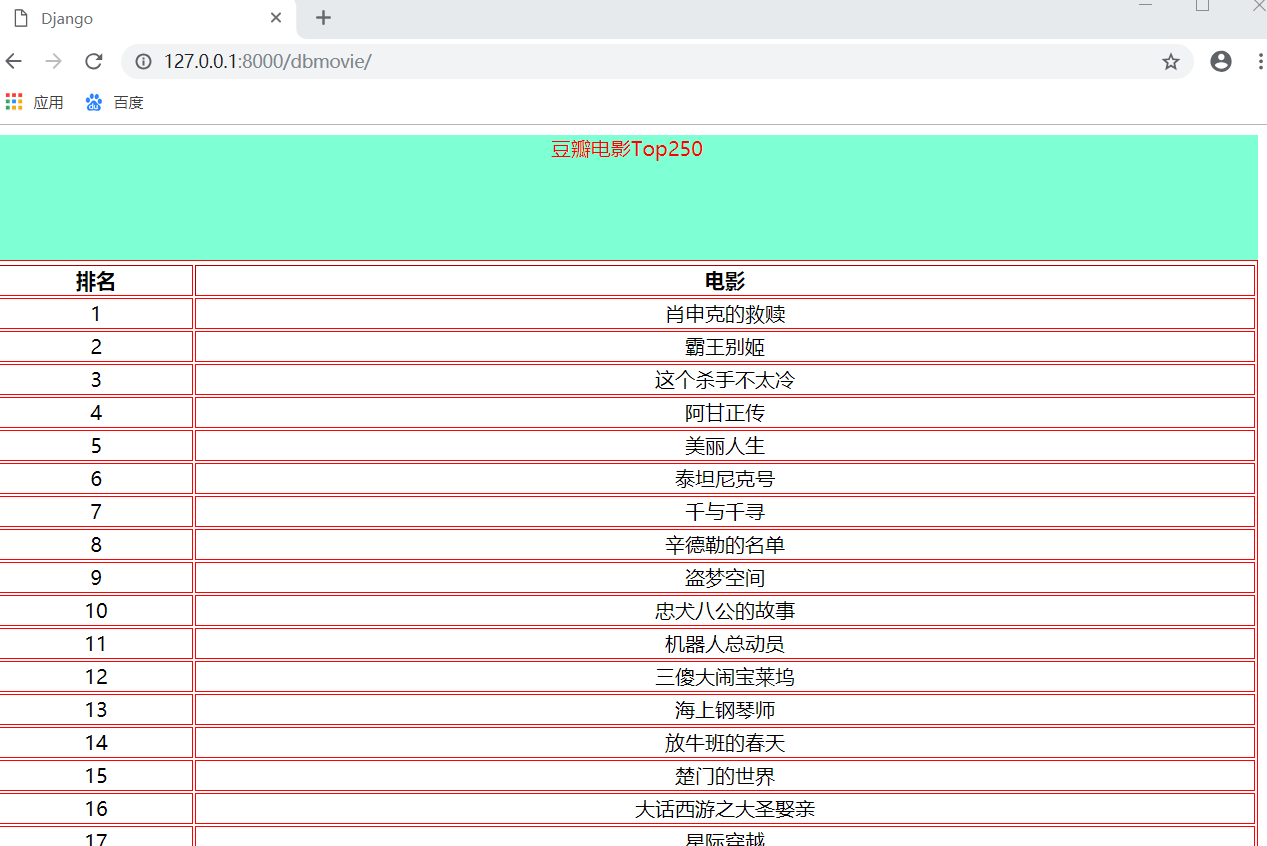 Django
127.0.0.1:8000/dbmovie/
应用 百度
豆瓣电影Top250
排名 电影
1 肖申克的救赎
2 霸王别姬
3 这个杀手不太冷
4 阿甘正传
5 美丽人生
6 泰坦尼克号
7 千与千寻
8 辛德勒的名单
9 盗梦空间
10 忠犬八公的故事
11 机器人总动员
12 三傻大闹宝莱坞
13 海上钢琴师
14 放牛班的春天
15 楚门的世界
16 大话西游之大圣娶亲
17 星际穿越